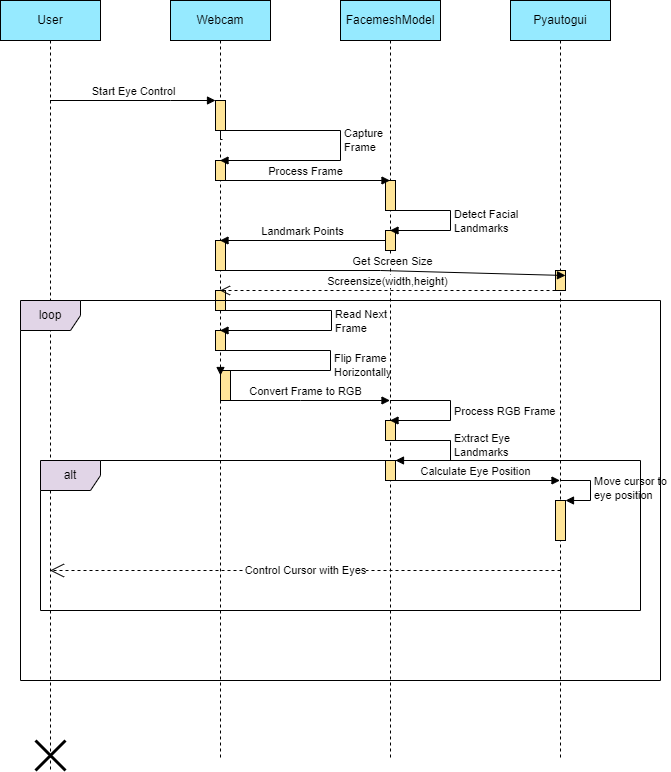 User
Webcam
FacemeshModel
Pyautogui
Start Eye Control
Capture
Frame
Process Frame
Detect Facial
Landmarks
Landmark Points
Get Screen Size
Screensize(width,height)
loop
Read Next
Frame
Flip Frame
Horizontally
Convert Frame to RGB
Process RGB Frame
Extract Eye
Landmarks
alt
Calculate Eye Position
Move cursor to
eye position
Control Cursor with Eyes